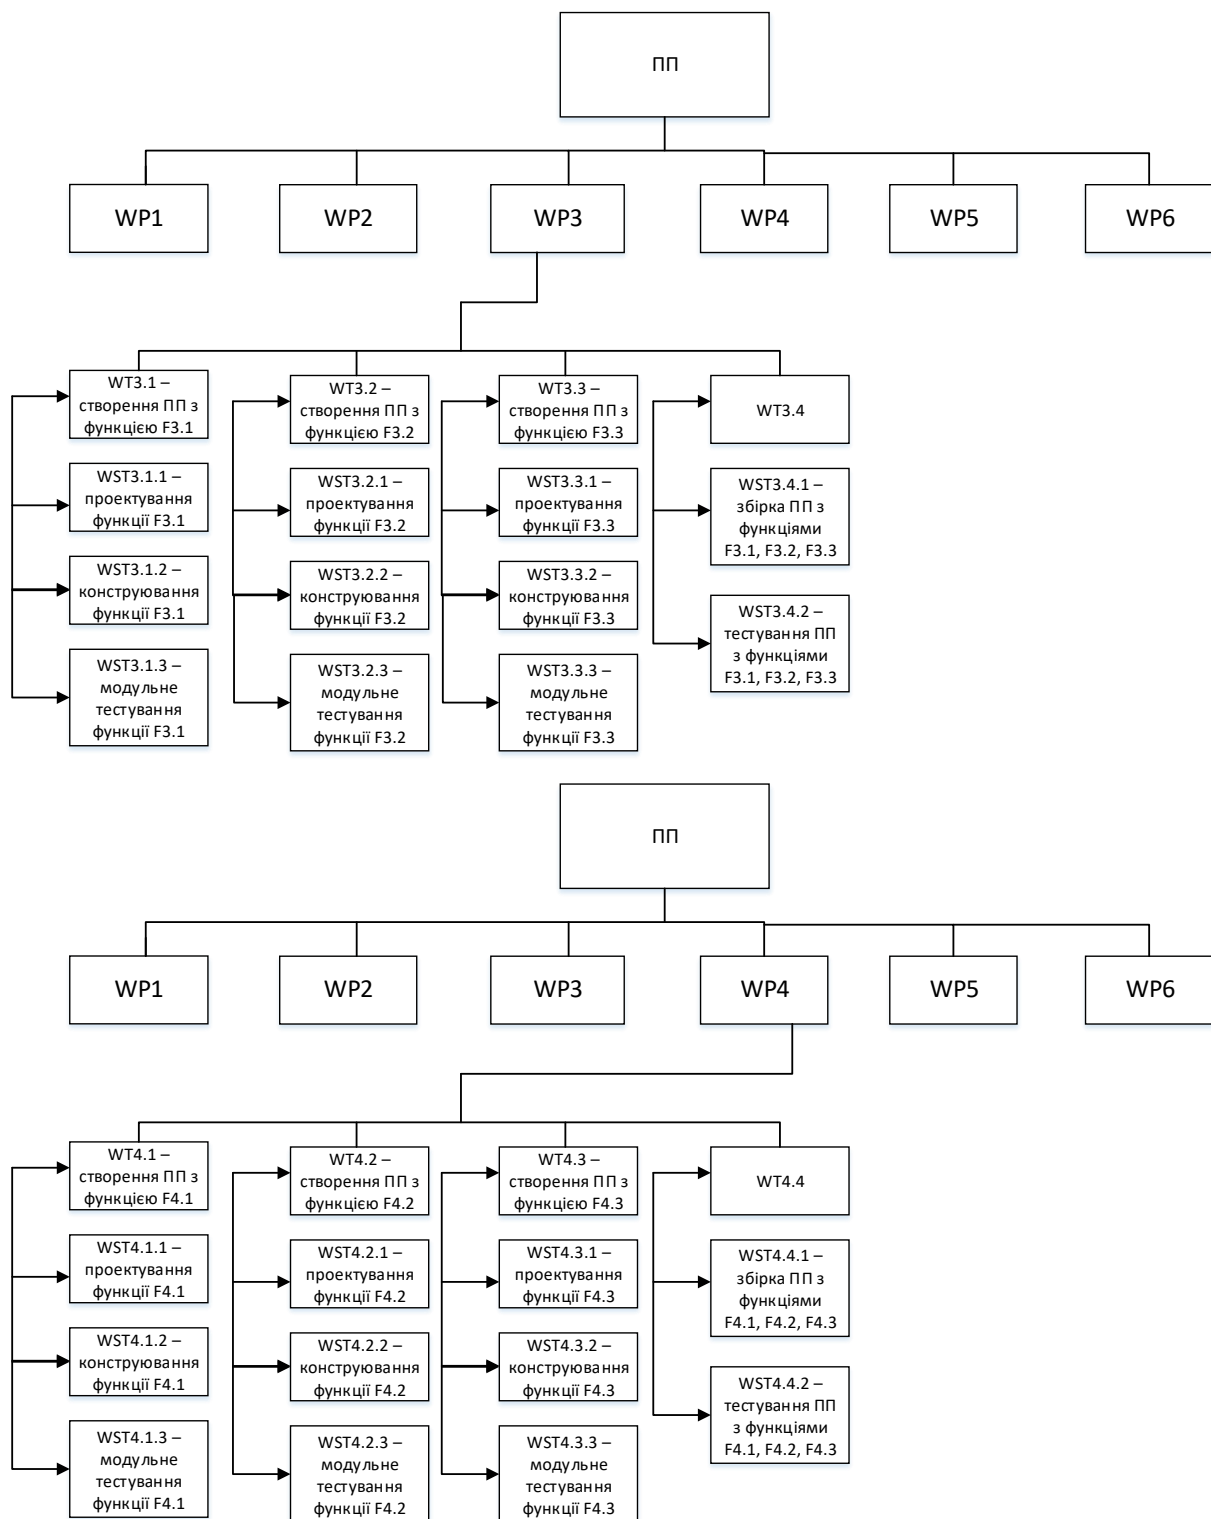 ПП
WP1
WP2
WP3
WP4
WP5
WP6
WT3.1 –
створення ПП з
функцією F3.1
WT3.2 –
створення ПП з
функцією F3.2
WT3.3 –
створення ПП з
функцією F3.3
WT3.4
WST3.1.1 –
проектування
функції F3.1
WST3.2.1 –
проектування
функції F3.2
WST3.3.1 –
проектування
функції F3.3
WST3.4.1 –
збірка ПП з
функціями
F3.1, F3.2, F3.3
WST3.1.2 –
конструювання
функції F3.1
WST3.2.2 –
конструювання
функції F3.2
WST3.3.2 –
конструювання
функції F3.3
WST3.4.2 –
тестування ПП
з функціями
F3.1, F3.2, F3.3
WST3.1.3 –
модульне
тестування
функції F3.1
WST3.2.3 –
модульне
тестування
функції F3.2
WST3.3.3 –
модульне
тестування
функції F3.3
ПП
WP1
WP2
WP3
WP4
WP5
WP6
WT4.1 –
створення ПП з
функцією F4.1
WT4.2 –
створення ПП з
функцією F4.2
WT4.3 –
створення ПП з
функцією F4.3
WT4.4
WST4.1.1 –
проектування
функції F4.1
WST4.2.1 –
проектування
функції F4.2
WST4.3.1 –
проектування
функції F4.3
WST4.4.1 –
збірка ПП з
функціями
F4.1, F4.2, F4.3
WST4.1.2 –
конструювання
функції F4.1
WST4.2.2 –
конструювання
функції F4.2
WST4.3.2 –
конструювання
функції F4.3
WST4.4.2 –
тестування ПП
з функціями
F4.1, F4.2, F4.3
WST4.1.3 –
модульне
тестування
функції F4.1
WST4.2.3 –
модульне
тестування
функції F4.2
WST4.3.3 –
модульне
тестування
функції F4.3